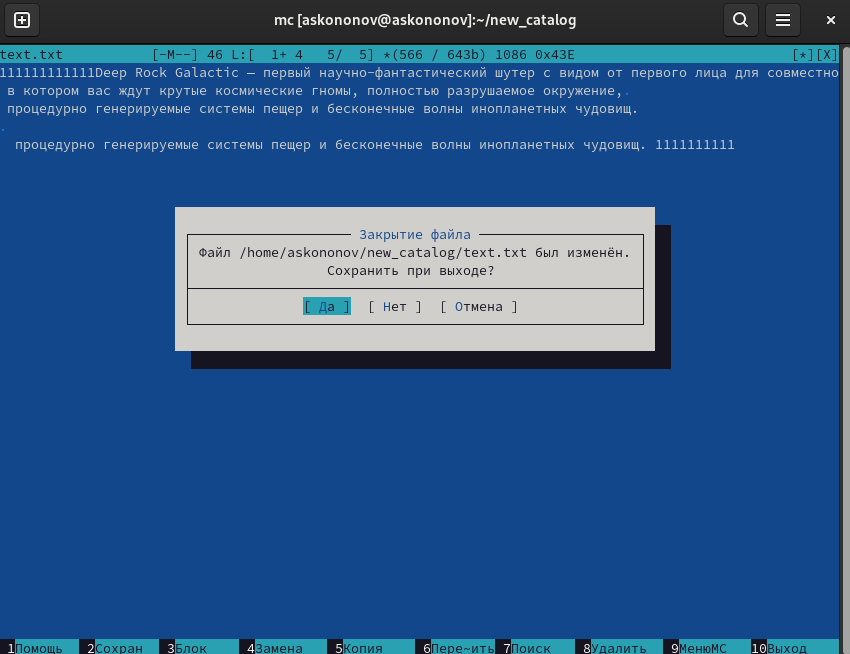 mc [askononov@askononov]:~/new_catalog
text.txt [-M--] 46 L:[ 1+ 4 5/ 5] *(566 / 643b) 1086 0x43E [*][X]
111111111111Deep Rock Galactic — первый научно-фантастический шутер с видом от первого лица для совместно
в котором вас ждут крутые космические гномы, полностью разрушаемое окружение,.
процедурно генерируемые системы пещер и бесконечные волны инопланетных чудовищ.
.
процедурно генерируемые системы пещер и бесконечные волны инопланетных чудовищ. 1111111111
Закрытие файла
Файл /home/askononov/new_catalog/text.txt был изменён.
Сохранить при выходе?
[ Да ] [ Нет ] [ Отмена ]
1Помощь 2Сохран 3Блок 4Замена 5Копия 6Пере~ить 7Поиск 8Удалить 9МенюMC 10Выход